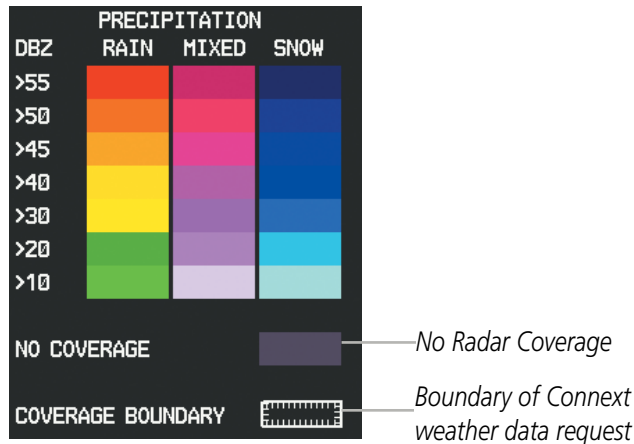 PRECIPITATION
DBZ RAIN MIXED SNOW
>55
>50
>45
>40
>30
>20
>10
NO COVERAGE
No Radar Coverage
COVERAGE BOUNDARY
Boundary of Connext
weather data request